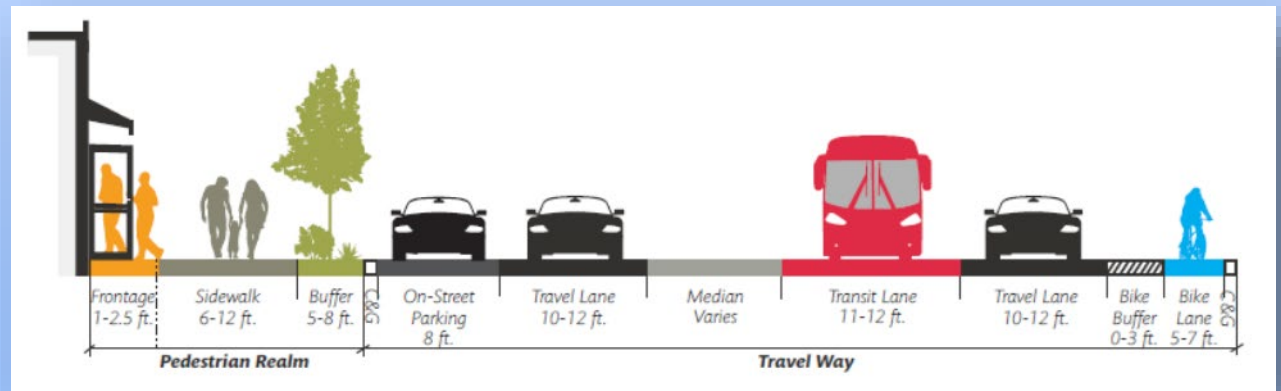 Frontage
1-2.5 ft.
Sidewalk
6-12 ft.
Buffer
5-8 ft.
C&G
On-Street
Parking
8 ft.
Travel Lane
10-12 ft.
Median
Varies
Transit Lane
11-12 ft.
Travel Lane
10-12 ft.
Bike
Buffer
0-3 ft.
Bike
Lane
5-7 ft.
C&G
Pedestrian Realm
Travel Way